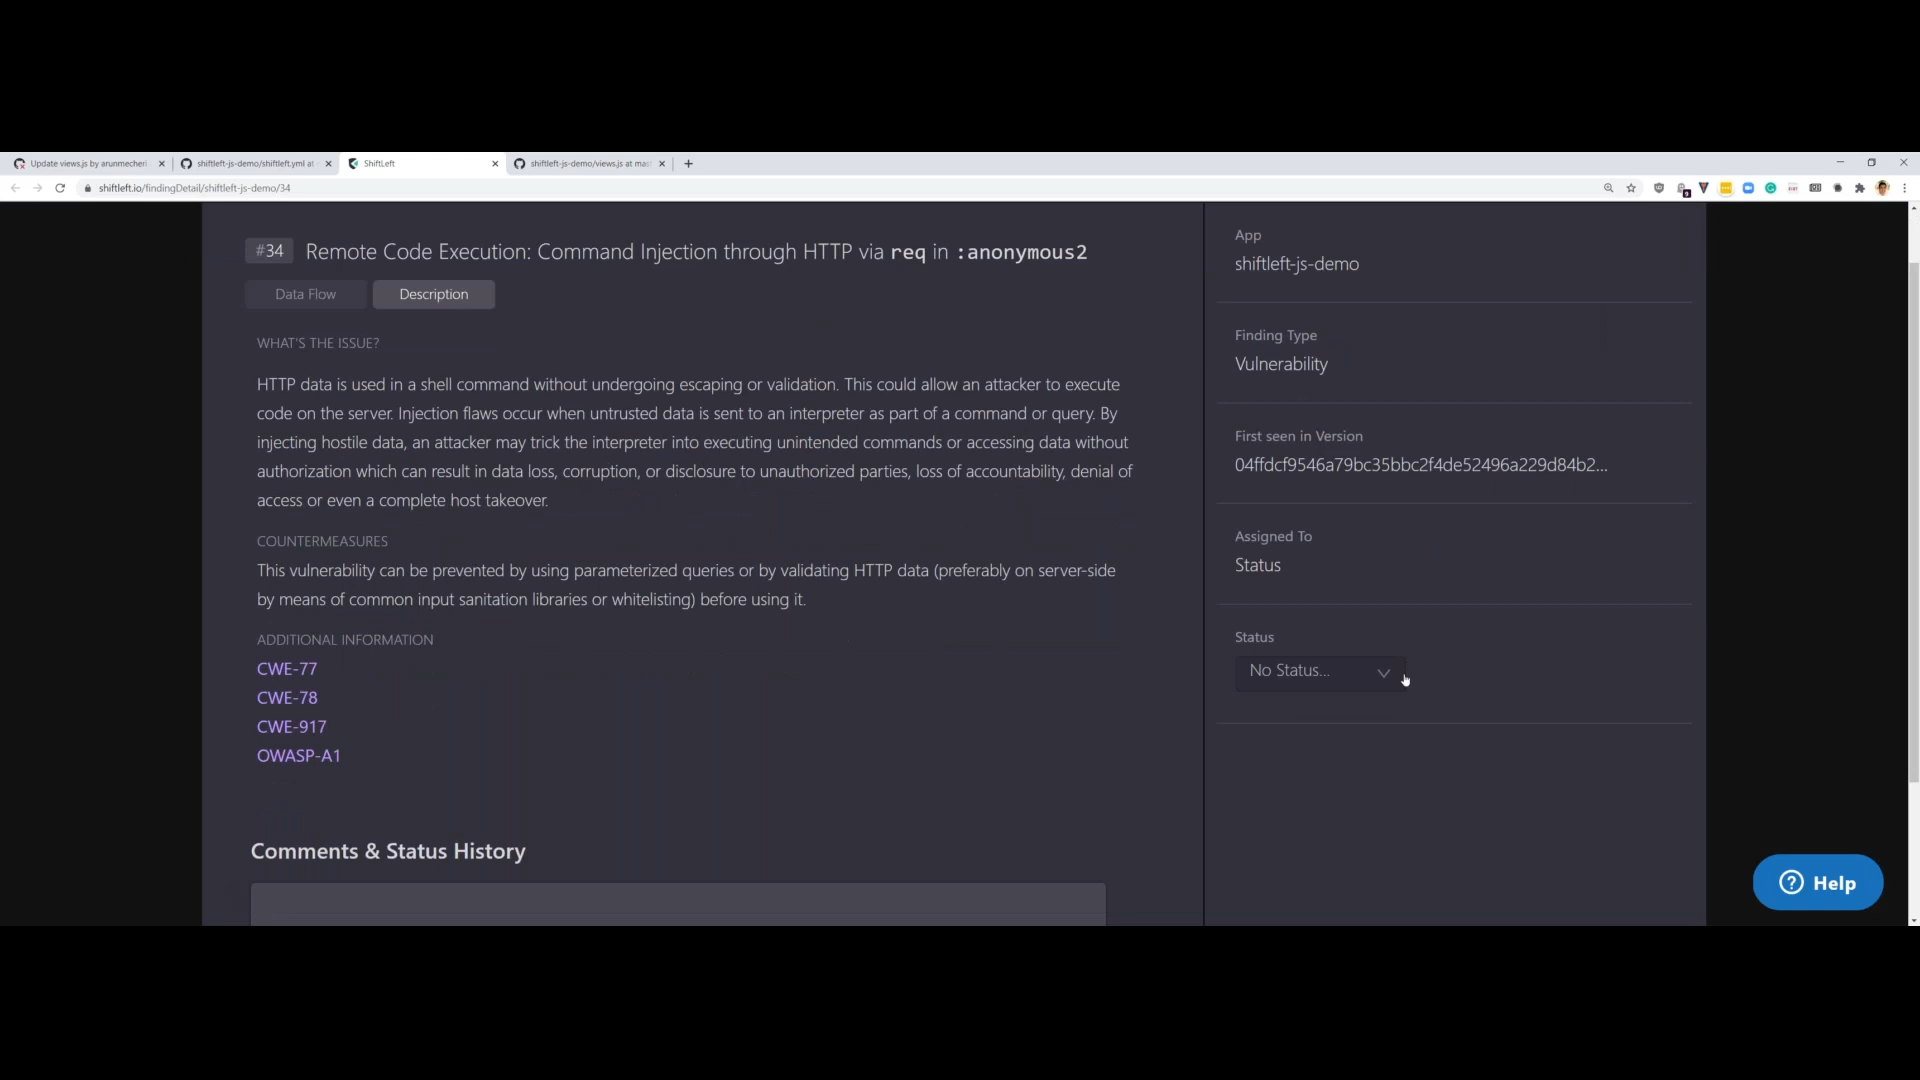 Update views.js by arunmecheri
shiftleft-js-demo/shiftleft.yml at
ShiftLeft
shiftleft-js-demo/views.js at mas
shiftleft.io/findingDetail/shiftleft-js-demo/34
#34 Remote Code Execution: Command Injection through HTTP via req in :anonymous2
Data Flow Description
WHAT'S THE ISSUE?
HTTP data is used in a shell command without undergoing escaping or validation. This could allow an attacker to execute
code on the server. Injection flaws occur when untrusted data is sent to an interpreter as part of a command or query. By
injecting hostile data, an attacker may trick the interpreter into executing unintended commands or accessing data without
authorization which can result in data loss, corruption, or disclosure to unauthorized parties, loss of accountability, denial of
access or even a complete host takeover.
COUNTERMEASURES
This vulnerability can be prevented by using parameterized queries or by validating HTTP data (preferably on server-side
by means of common input sanitation libraries or whitelisting) before using it.
ADDITIONAL INFORMATION
CWE-77
CWE-78
CWE-917
OWASP-A1
Comments & Status History
App
shiftleft-js-demo
Finding Type
Vulnerability
First seen in Version
04ffdcf9546a79bc35bbc2f4de52496a229d84b2...
Assigned To
Status
Status
No Status...
Help